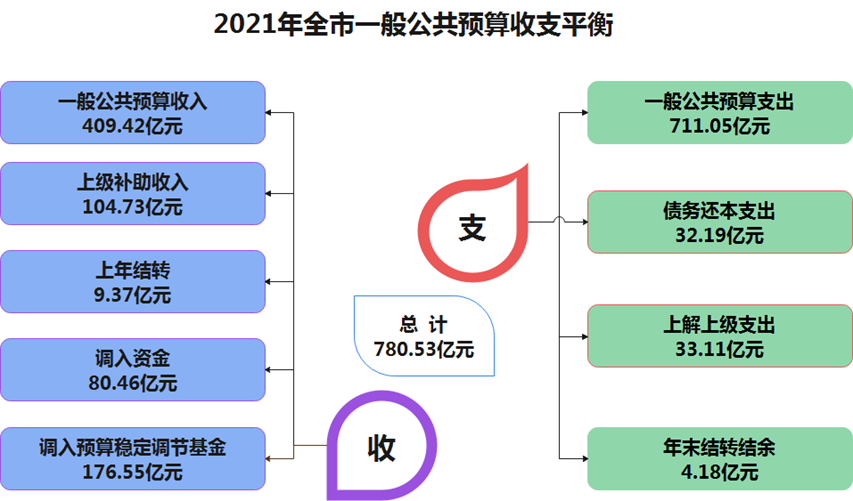 2021年全市一般公共预算收支平衡
一般公共预算收入
409.42亿元
上级补助收入
104.73亿元
上年结转
9.37亿元
调入资金
80.46亿元
调入预算稳定调节基金
176.55亿元
支
总 计
780.53亿元
收
一般公共预算支出
711.05亿元
债务还本支出
32.19亿元
上解上级支出
33.11亿元
年末结转结余
4.18亿元